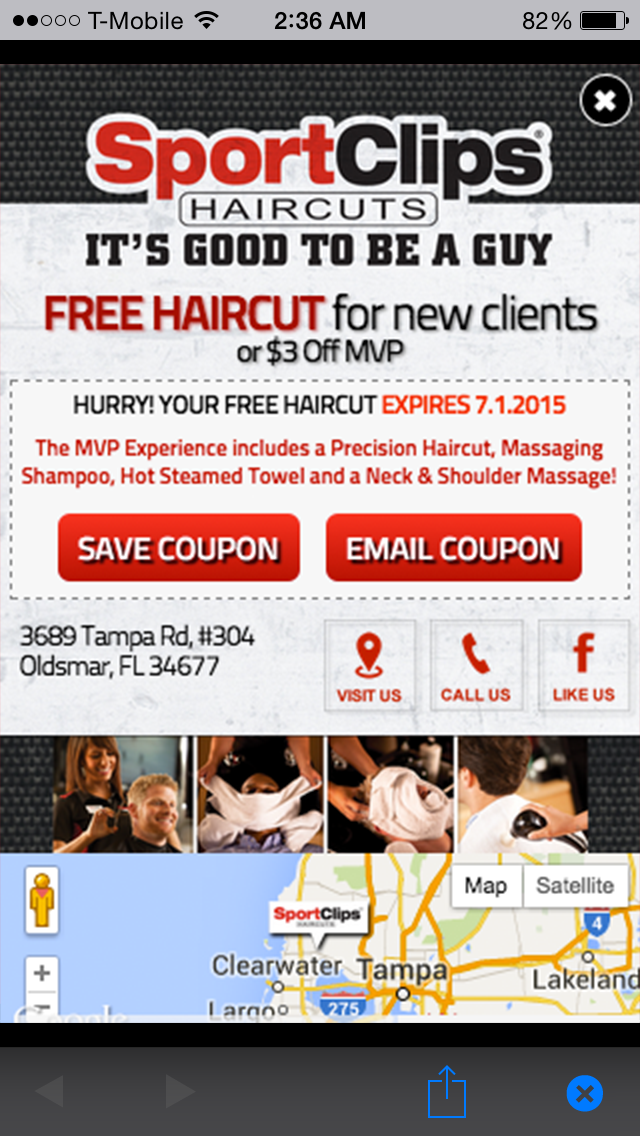 T-Mobile 2:36 AM 82%
SportClips®
HAIRCUTS
IT'S GOOD TO BE A GUY
FREE HAIRCUT for new clients
or $3 Off MVP
HURRY! YOUR FREE HAIRCUT EXPIRES 7.1.2015
The MVP Experience includes a Precision Haircut, Massaging
Shampoo, Hot Steamed Towel and a Neck & Shoulder Massage!
SAVE COUPON EMAIL COUPON
3689 Tampa Rd, #304
Oldsmar, FL 34677
VISIT US CALL US LIKE US
Map Satellite
SportClips
HAIRCUTS
4
Clearwater Tampa
Lakeland
Largo 275
Google